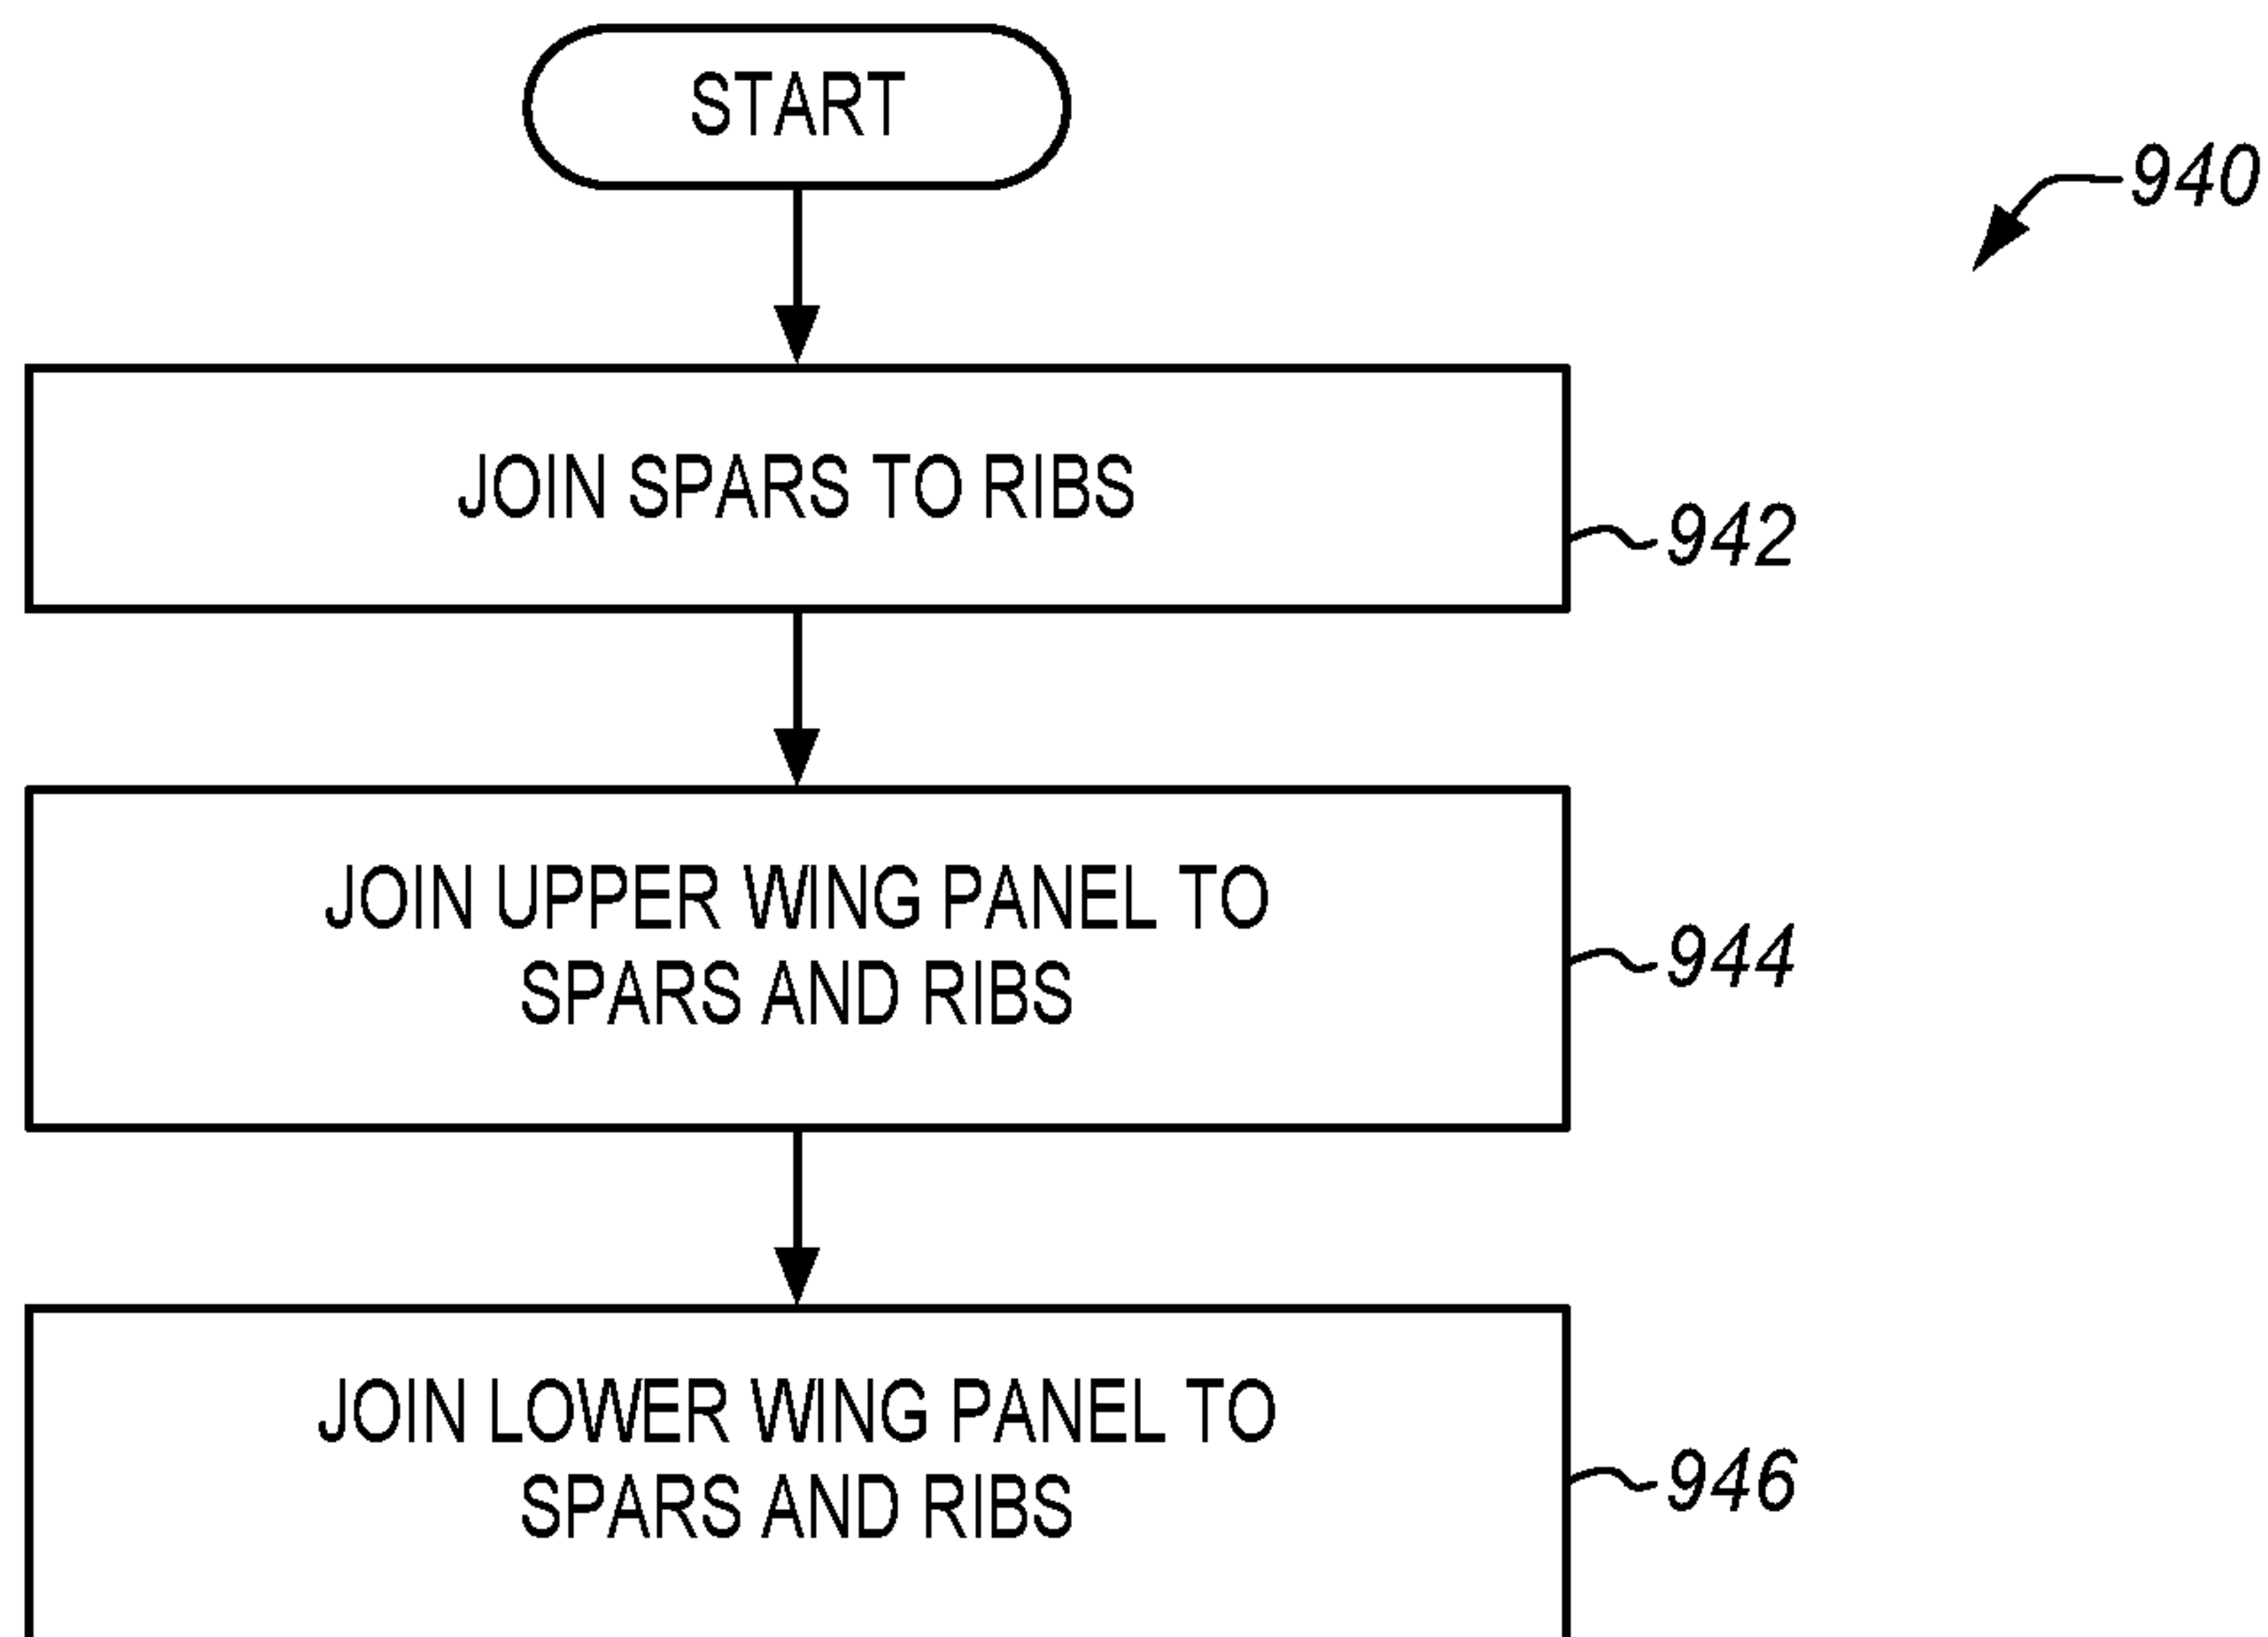 START
940
JOIN SPARS TO RIBS
942
JOIN UPPER WING PANEL TO
SPARS AND RIBS
944
JOIN LOWER WING PANEL TO
SPARS AND RIBS
946